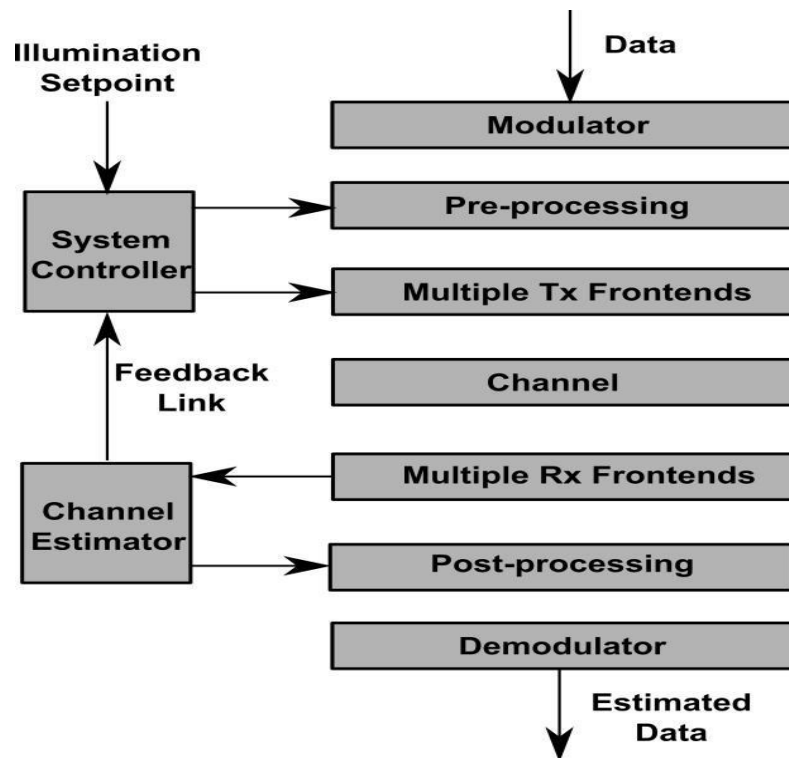 Illumination
Setpoint
Data
Modulator
Pre-processing
System
Controller
Multiple Tx Frontends
Feedback
Link
Channel
Multiple Rx Frontends
Channel
Estimator
Post-processing
Demodulator
Estimated
Data